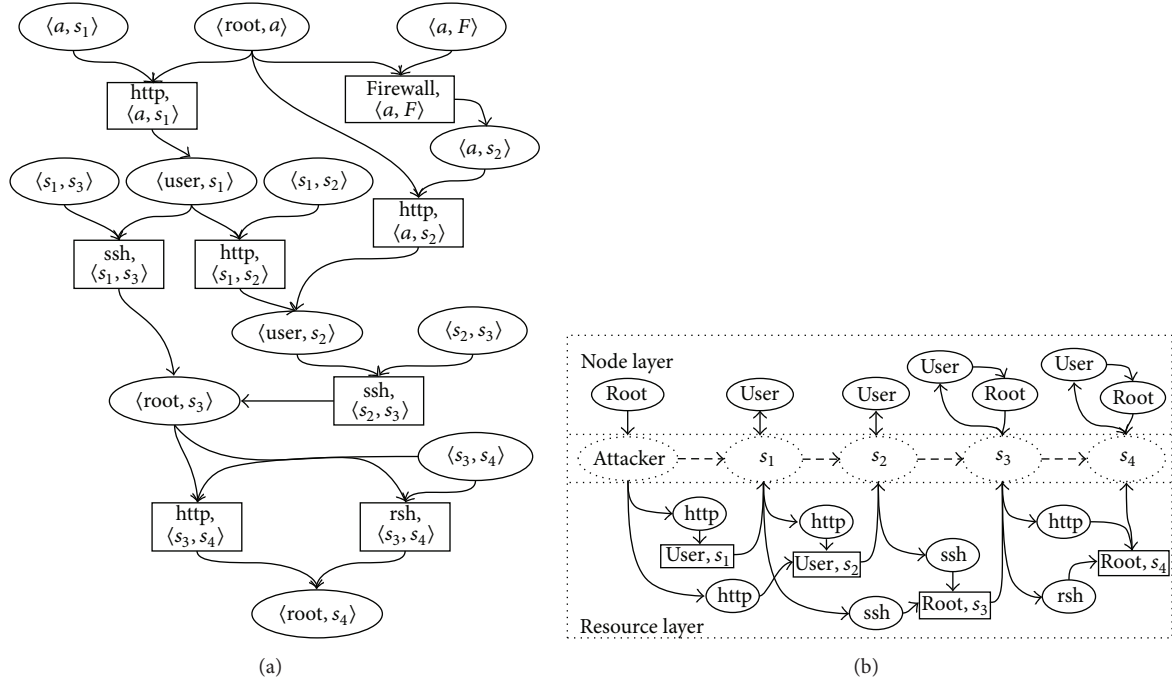 ⟨a, s₁⟩
⟨root, a⟩
⟨a, F⟩
http,
⟨a, s₁⟩
Firewall,
⟨a, F⟩
⟨a, s₂⟩
⟨s₁, s₃⟩
⟨user, s₁⟩
⟨s₁, s₂⟩
http,
⟨a, s₂⟩
ssh,
⟨s₁, s₃⟩
http,
⟨s₁, s₂⟩
⟨user, s₂⟩
⟨s₂, s₃⟩
⟨root, s₃⟩
ssh,
⟨s₂, s₃⟩
⟨s₃, s₄⟩
http,
⟨s₃, s₄⟩
rsh,
⟨s₃, s₄⟩
⟨root, s₄⟩
(a)
Node layer
Root
User
User
User
Root
User
Root
Attacker
s₁
s₂
s₃
s₄
http
User, s₁
http
http
User, s₂
ssh
ssh
Root, s₃
http
rsh
Root, s₄
Resource layer
(b)